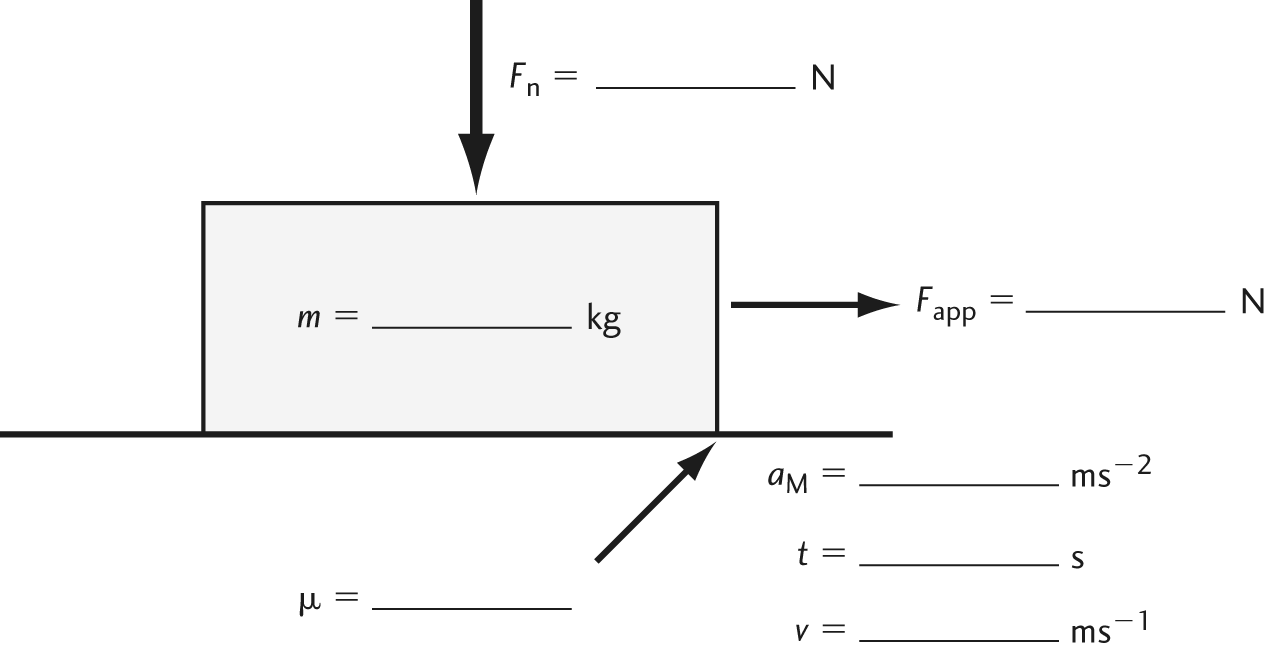 Fn = __________ N
m = __________ kg
Fapp = __________ N
aM = __________ ms−2
t = __________ s
μ = __________
v = __________ ms−1